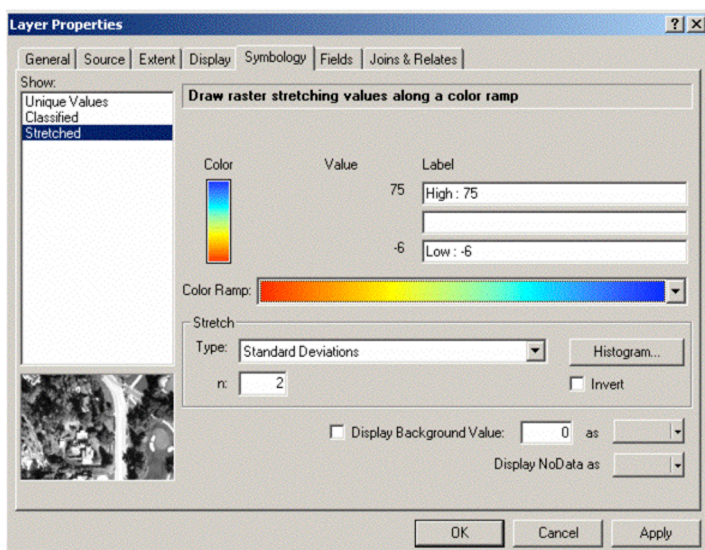 Layer Properties
General Source Extent Display Symbology Fields Joins & Relates
Show:
Unique Values
Classified
Stretched
Draw raster stretching values along a color ramp
Color Value Label
75 High : 75
-6 Low : -6
Color Ramp:
Stretch
Type: Standard Deviations Histogram...
n: 2 Invert
Display Background Value: 0 as
Display NoData as
OK Cancel Apply